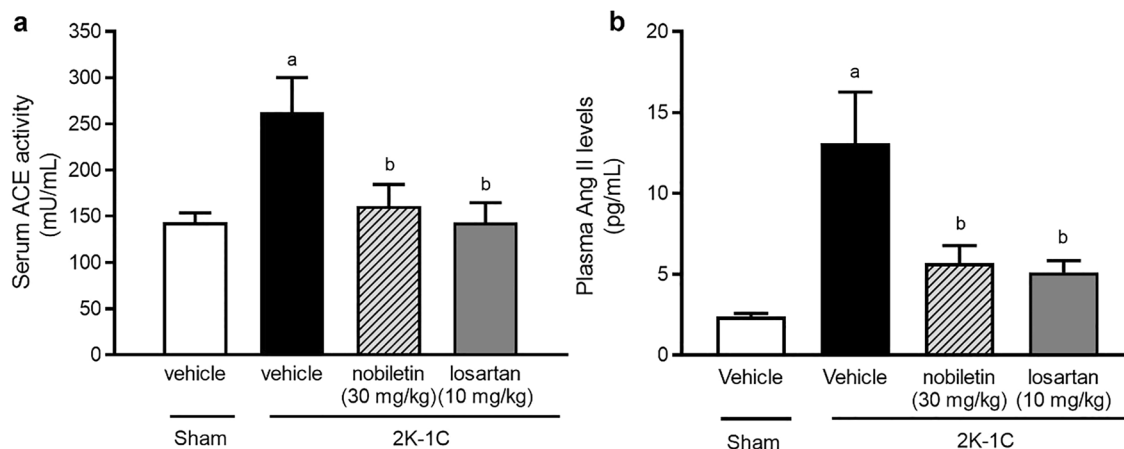 a
Serum ACE activity
(mU/mL)
350
300
250
200
150
100
50
0
a
b
b
vehicle
vehicle
nobiletin
(30 mg/kg)
losartan
(10 mg/kg)
Sham
2K-1C
b
Plasma Ang II levels
(pg/mL)
20
15
10
5
0
a
b
b
Vehicle
Vehicle
nobiletin
(30 mg/kg)
losartan
(10 mg/kg)
Sham
2K-1C